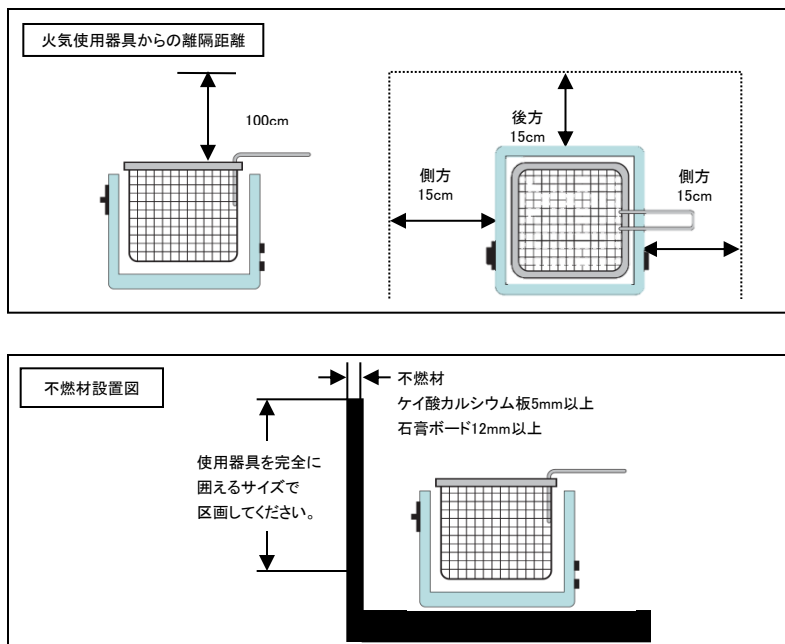 火気使用器具からの離隔距離
100cm
後方
15cm
側方
15cm
側方
15cm
不燃材設置図
不燃材
ケイ酸カルシウム板5mm以上
石膏ボード12mm以上
使用器具を完全に
囲えるサイズで
区画してください。